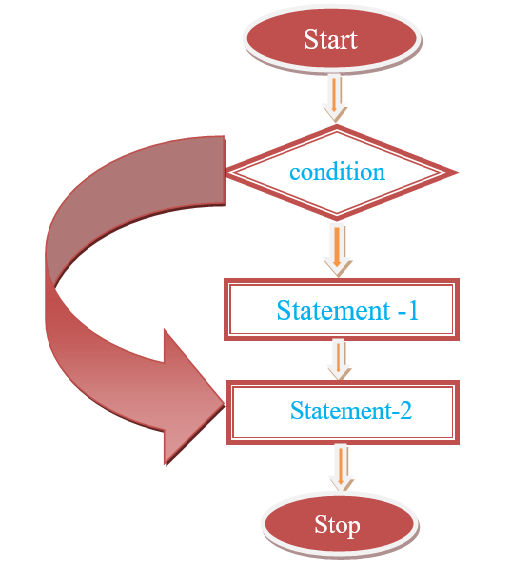 Start
condition
Statement -1
Statement-2
Stop